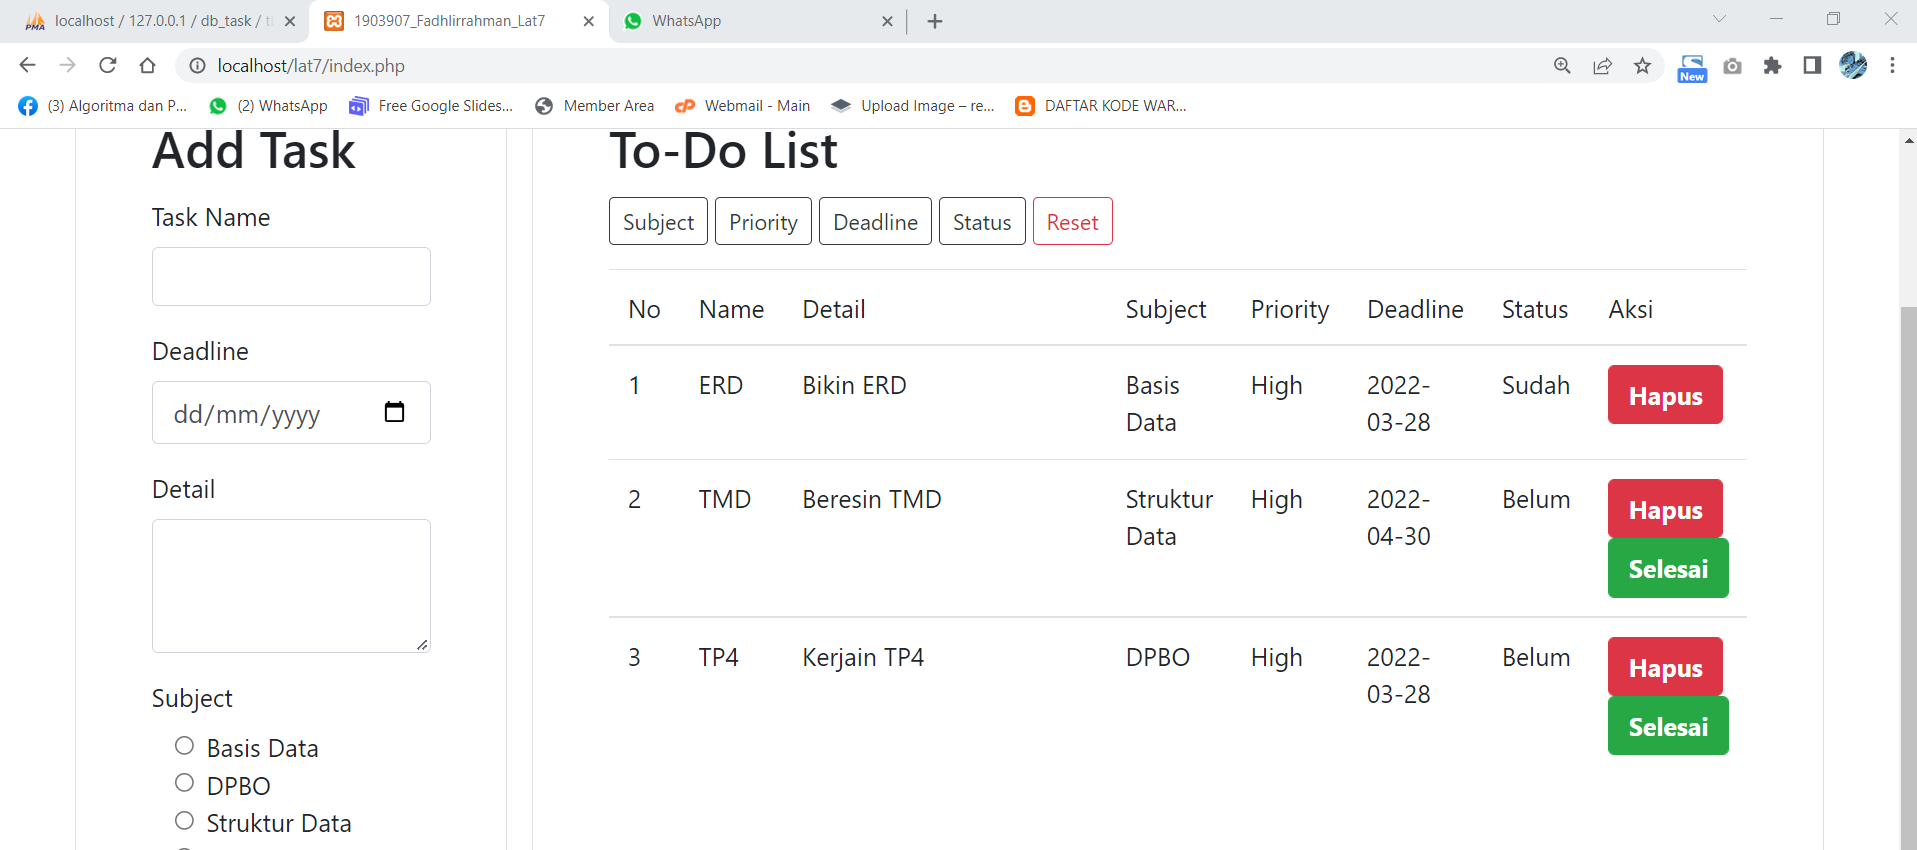 localhost / 127.0.0.1 / db_task /
1903907_Fadhlirrahman_Lat7
WhatsApp
localhost/lat7/index.php
New
(3) Algoritma dan P...
(2) WhatsApp
Free Google Slides...
Member Area
Webmail - Main
Upload Image – re...
DAFTAR KODE WAR...
Add Task
Task Name
Deadline
dd/mm/yyyy
Detail
Subject
Basis Data
DPBO
Struktur Data
To-Do List
Subject Priority Deadline Status Reset
No Name Detail Subject Priority Deadline Status Aksi
1 ERD Bikin ERD Basis High 2022- Sudah Hapus
Data 03-28
2 TMD Beresin TMD Struktur High 2022- Belum Hapus
Data 04-30
Selesai
3 TP4 Kerjain TP4 DPBO High 2022- Belum Hapus
03-28
Selesai